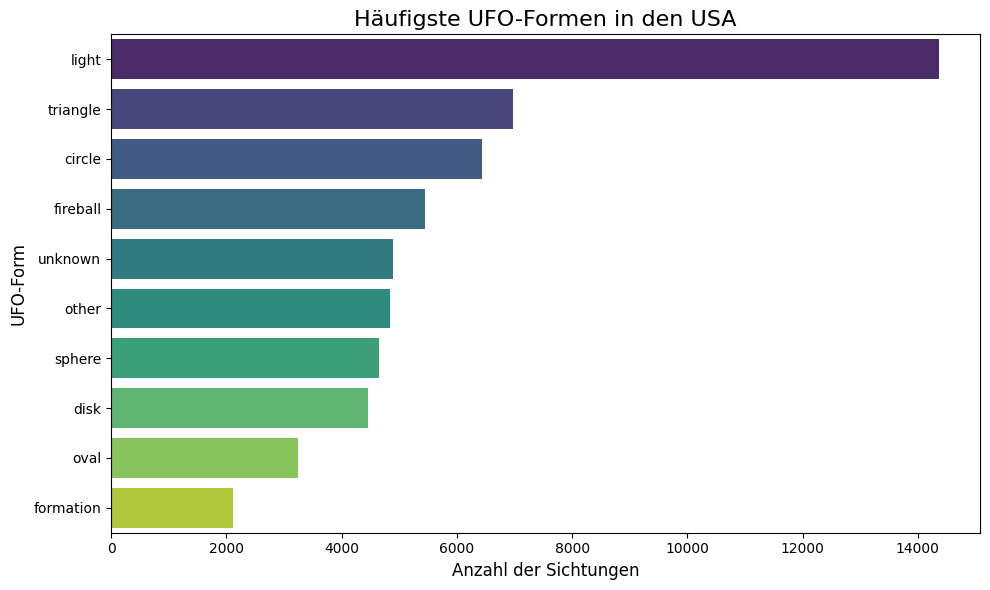 Häufigste UFO-Formen in den USA
light
triangle
circle
fireball
unknown
other
sphere
disk
oval
formation
UFO-Form
0 2000 4000 6000 8000 10000 12000 14000
Anzahl der Sichtungen